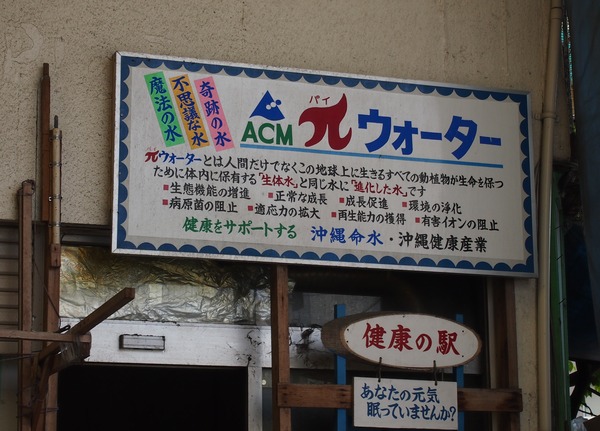 魔法の水
不思議な水
奇跡の水
ACM
パイ
πウォーター
πウォーターとは人間だけでなくこの地球上に生きるすべての動植物が生命を保つ
ために体内に保有する「生体水」と同じ水に「進化した水」です
■生態機能の増進 ■正常な成長 ■成長促進 ■環境の浄化
■病原菌の阻止 ■適応力の拡大 ■再生能力の獲得 ■有害イオンの阻止
健康をサポートする 沖縄命水・沖縄健康産業
健康の駅
あなたの元気
眠っていませんか?